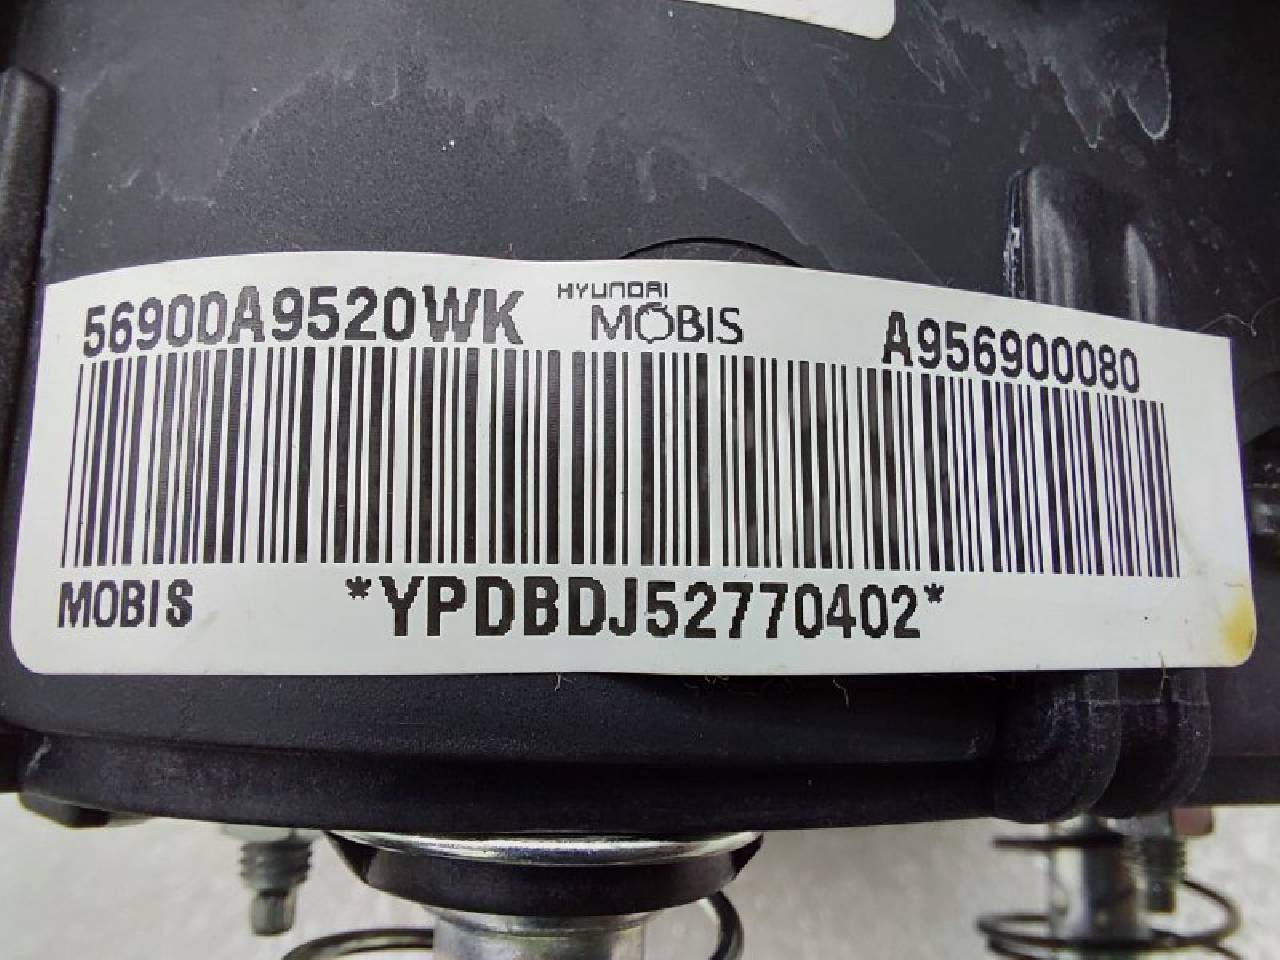 56900A9520WK HYUNDAI MOBIS A956900080
MOBIS *YPDBDJ52770402*